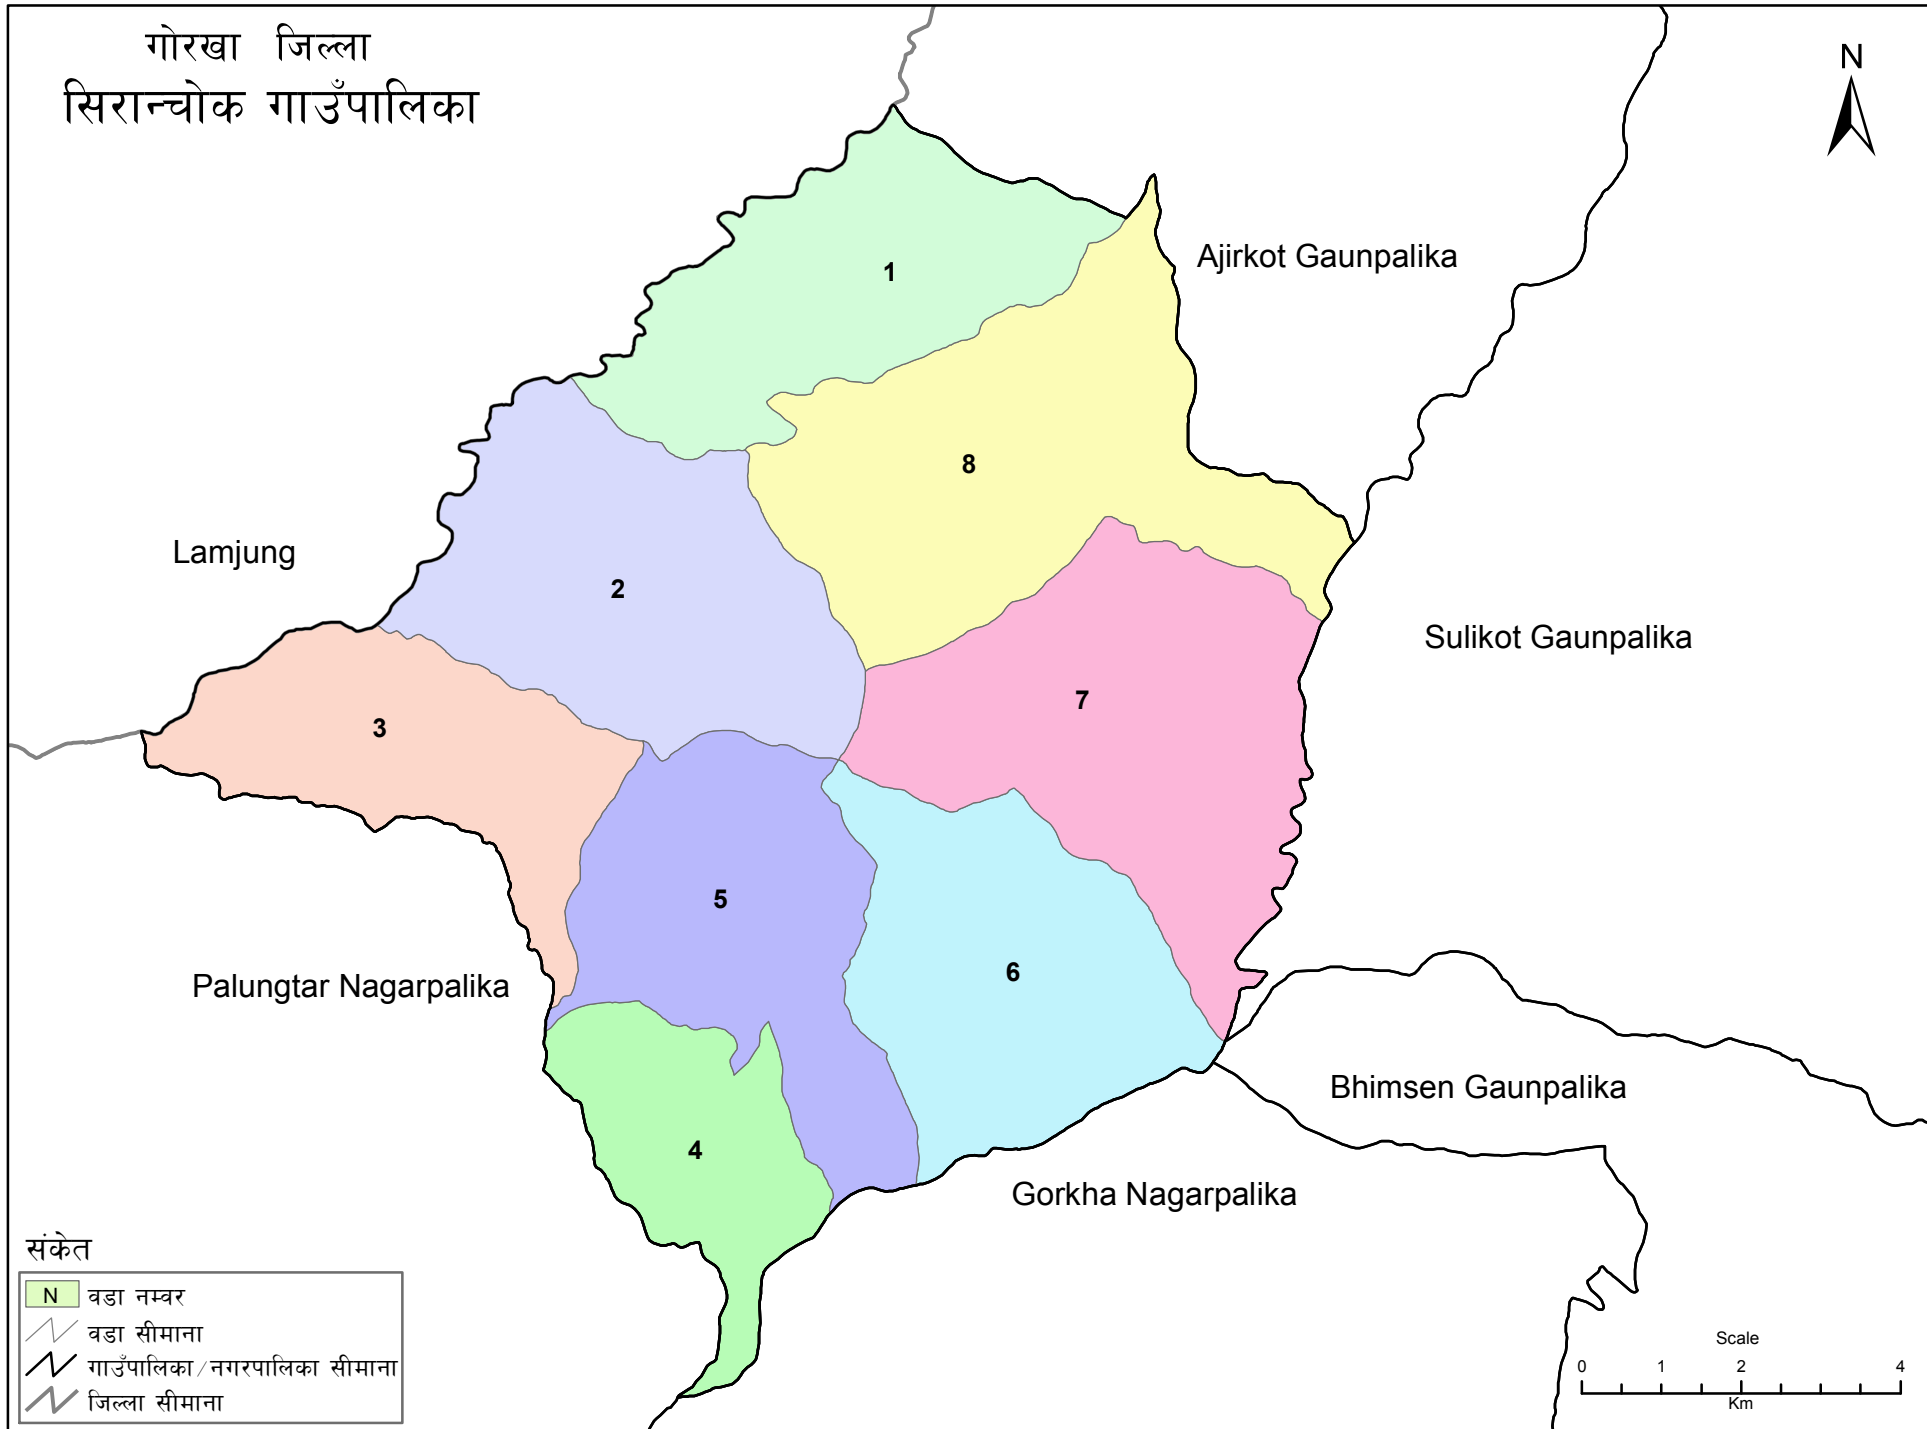 गोरखा जिल्ला
सिरान्चोक गाउँपालिका
N
Ajirkot Gaunpalika
1
8
Lamjung
2
Sulikot Gaunpalika
7
3
5
6
Palungtar Nagarpalika
Bhimsen Gaunpalika
4
Gorkha Nagarpalika
संकेत
N वडा नम्वर
वडा सीमाना
गाउँपालिका/नगरपालिका सीमाना
जिल्ला सीमाना
Scale
0 1 2 4
Km